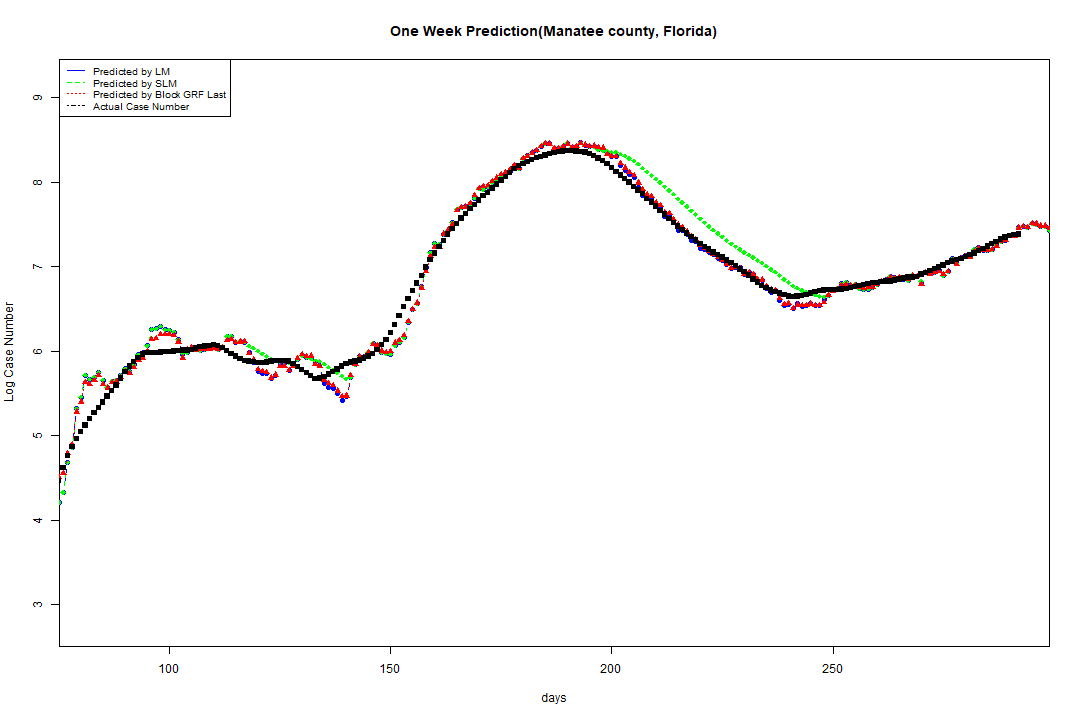 One Week Prediction(Manatee county, Florida)
Predicted by LM
Predicted by SLM
Predicted by Block GRF Last
Actual Case Number
9
8
7
6
5
4
3
Log Case Number
100 150 200 250
days